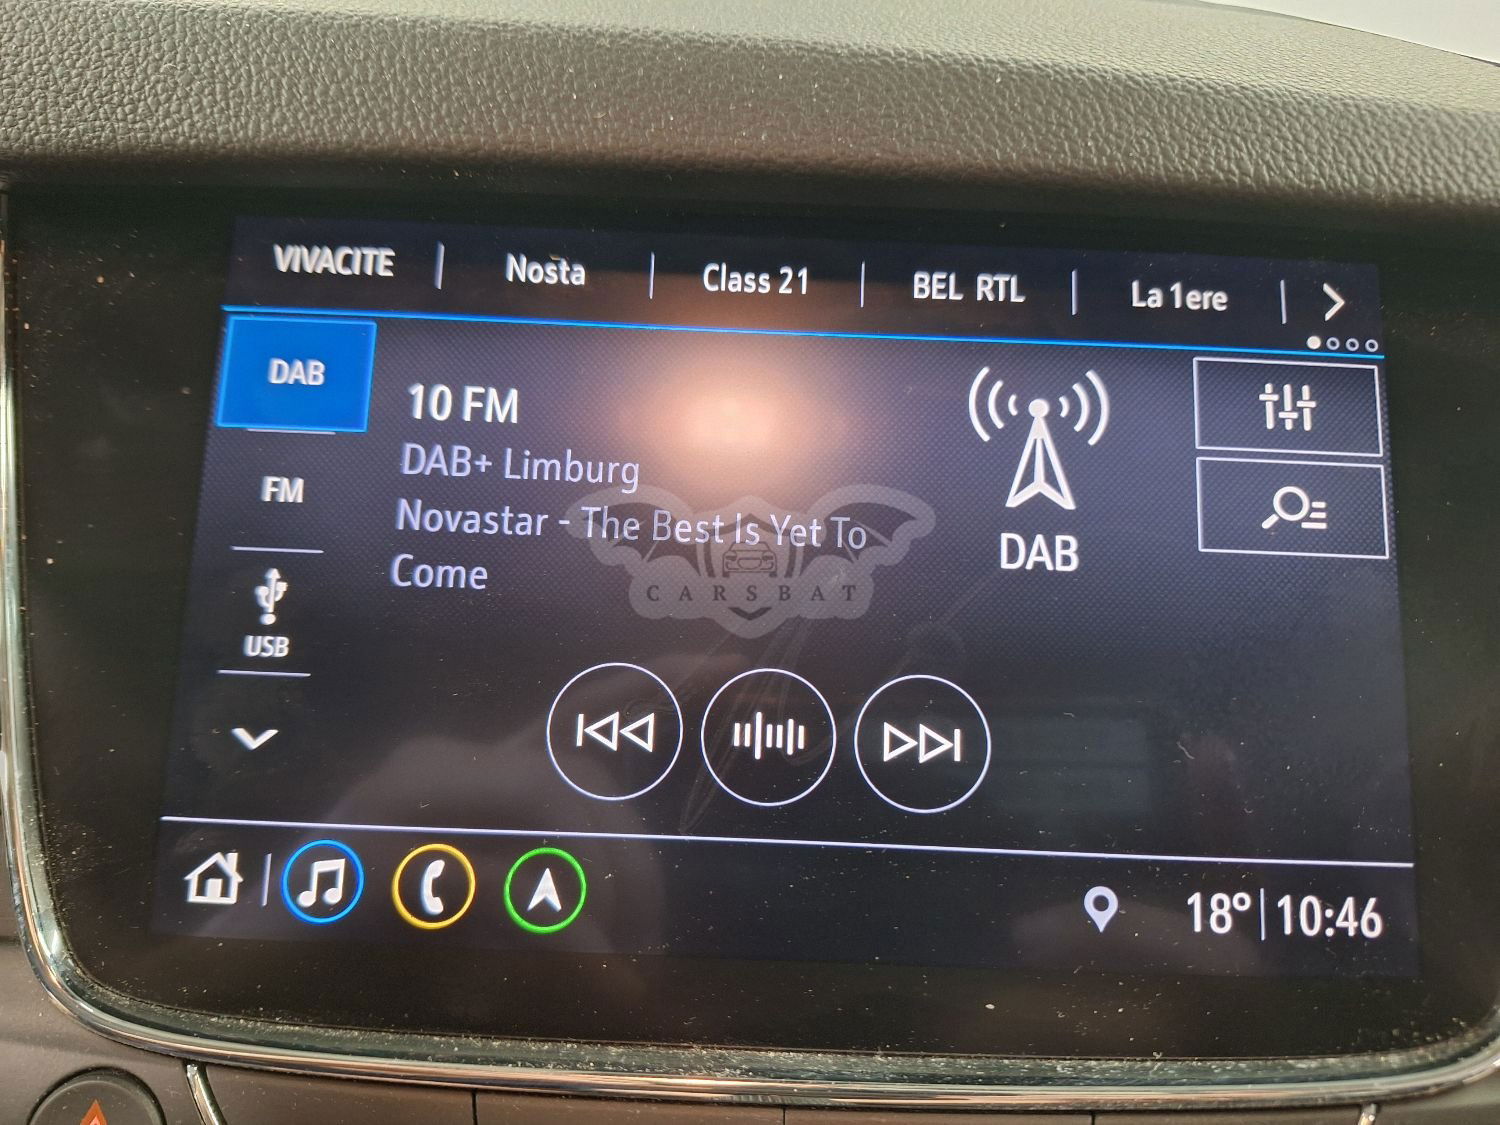 VIVACITE | Nosta | Class 21 | BEL RTL | La 1ere
DAB
10 FM
DAB+ Limburg
Novastar - The Best Is Yet To
Come
DAB
FM
USB
CARSBAT
18° | 10:46